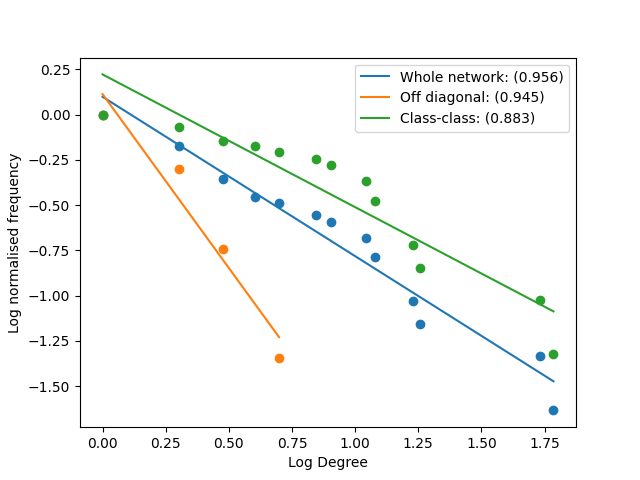 Whole network: (0.956)
Off diagonal: (0.945)
Class-class: (0.883)
Log normalised frequency
0.25
0.00
−0.25
−0.50
−0.75
−1.00
−1.25
−1.50
0.00 0.25 0.50 0.75 1.00 1.25 1.50 1.75
Log Degree